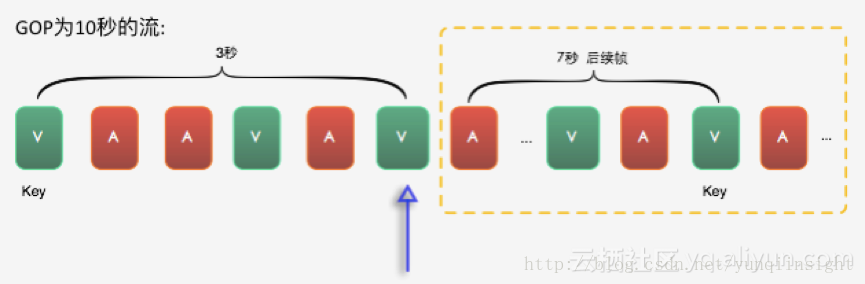 GOP为10秒的流:
3秒
7秒 后续帧
V A A V A V A ... V A V A ...
Key Key
云栖社区 yq.aliyun.com
http://blog.csdn.net/yunqiinsight